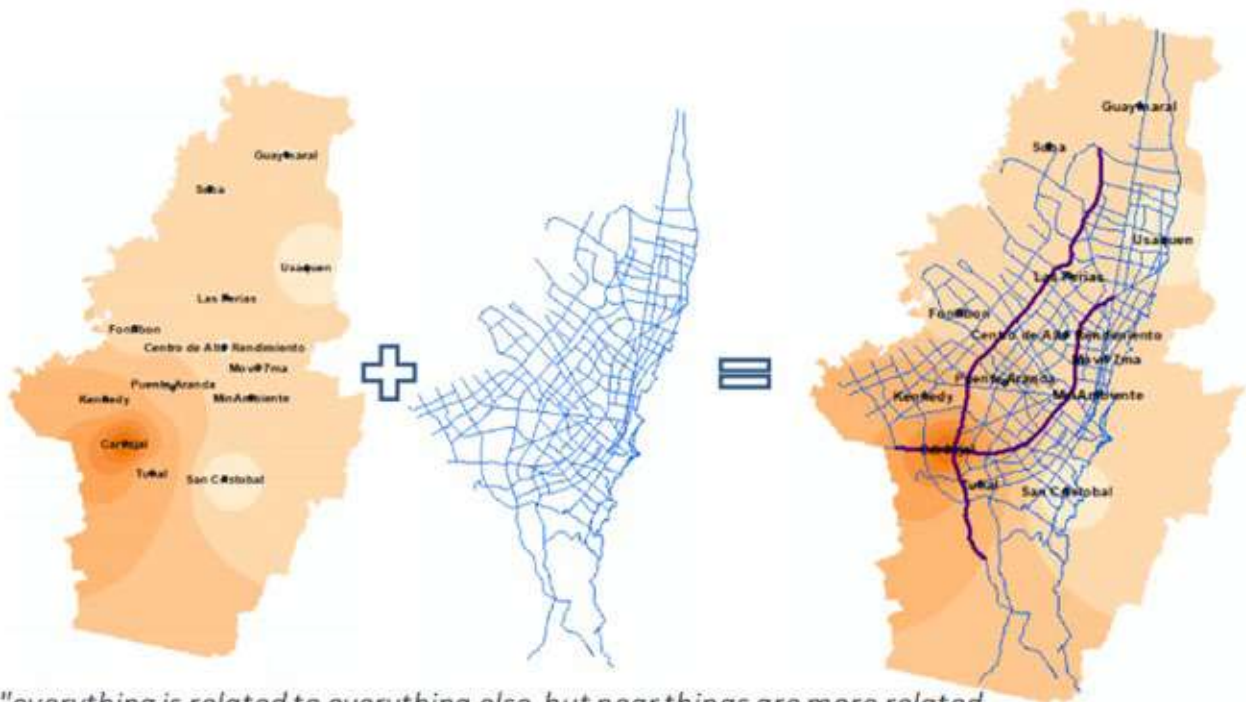 Guaymaral
Suba
Usaquen
Las Ferias
Fontibon
Centro de Alto Rendimiento
Movil 7ma
Puente Aranda
Kennedy
MinAmbiente
Carvajal
Tunal
San Cristobal
Guaymaral
Suba
Usaquen
Las Ferias
Fontibon
Centro de Alto Rendimiento
Movil 7ma
Puente Aranda
Kennedy
MinAmbiente
Tunal
San Cristobal
"everything is related to everything else, but near things are more related